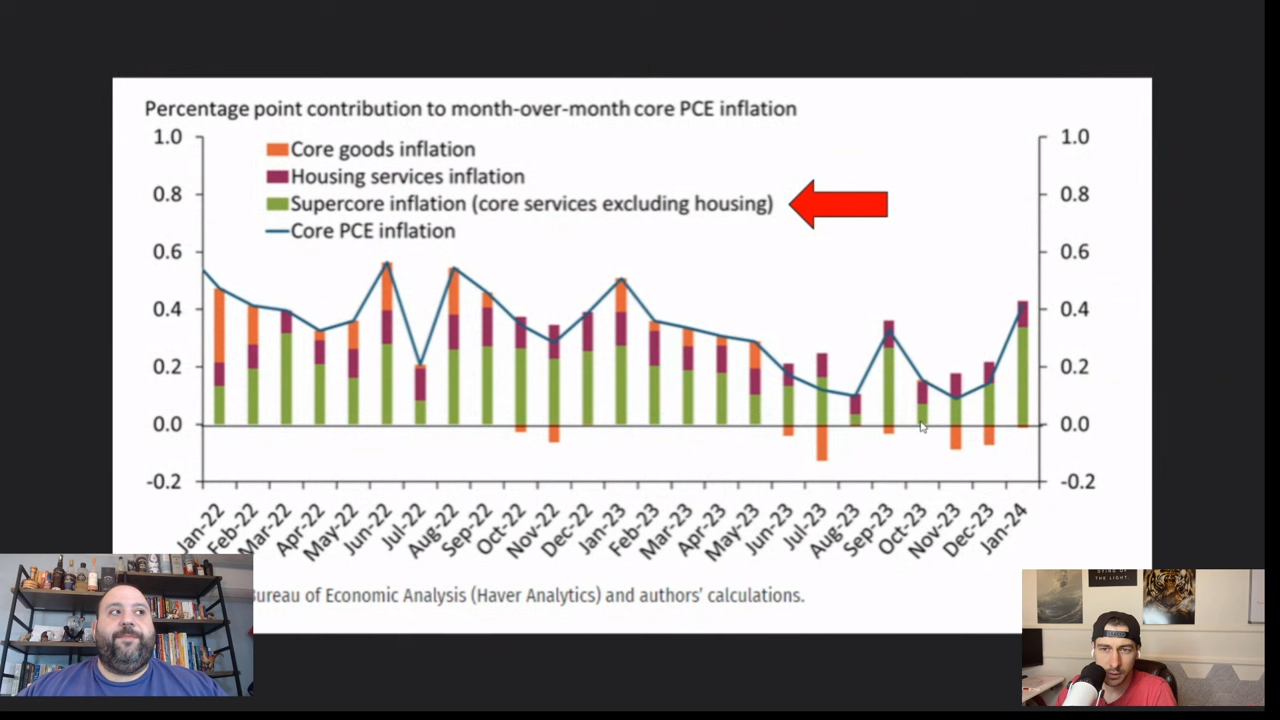 Percentage point contribution to month-over-month core PCE inflation
1.0 1.0
Core goods inflation
Housing services inflation
0.8 0.8
Supercore inflation (core services excluding housing)
Core PCE inflation
0.6 0.6
0.4 0.4
0.2 0.2
0.0 0.0
-0.2 -0.2
Jan-22 Feb-22 Mar-22 Apr-22 May-22 Jun-22 Jul-22 Aug-22 Sep-22 Oct-22 Nov-22 Dec-22 Jan-23 Feb-23 Mar-23 Apr-23 May-23 Jun-23 Jul-23 Aug-23 Sep-23 Oct-23 Nov-23 Dec-23 Jan-24
Bureau of Economic Analysis (Haver Analytics) and authors’ calculations.
DYING OF
THE LIGHT.